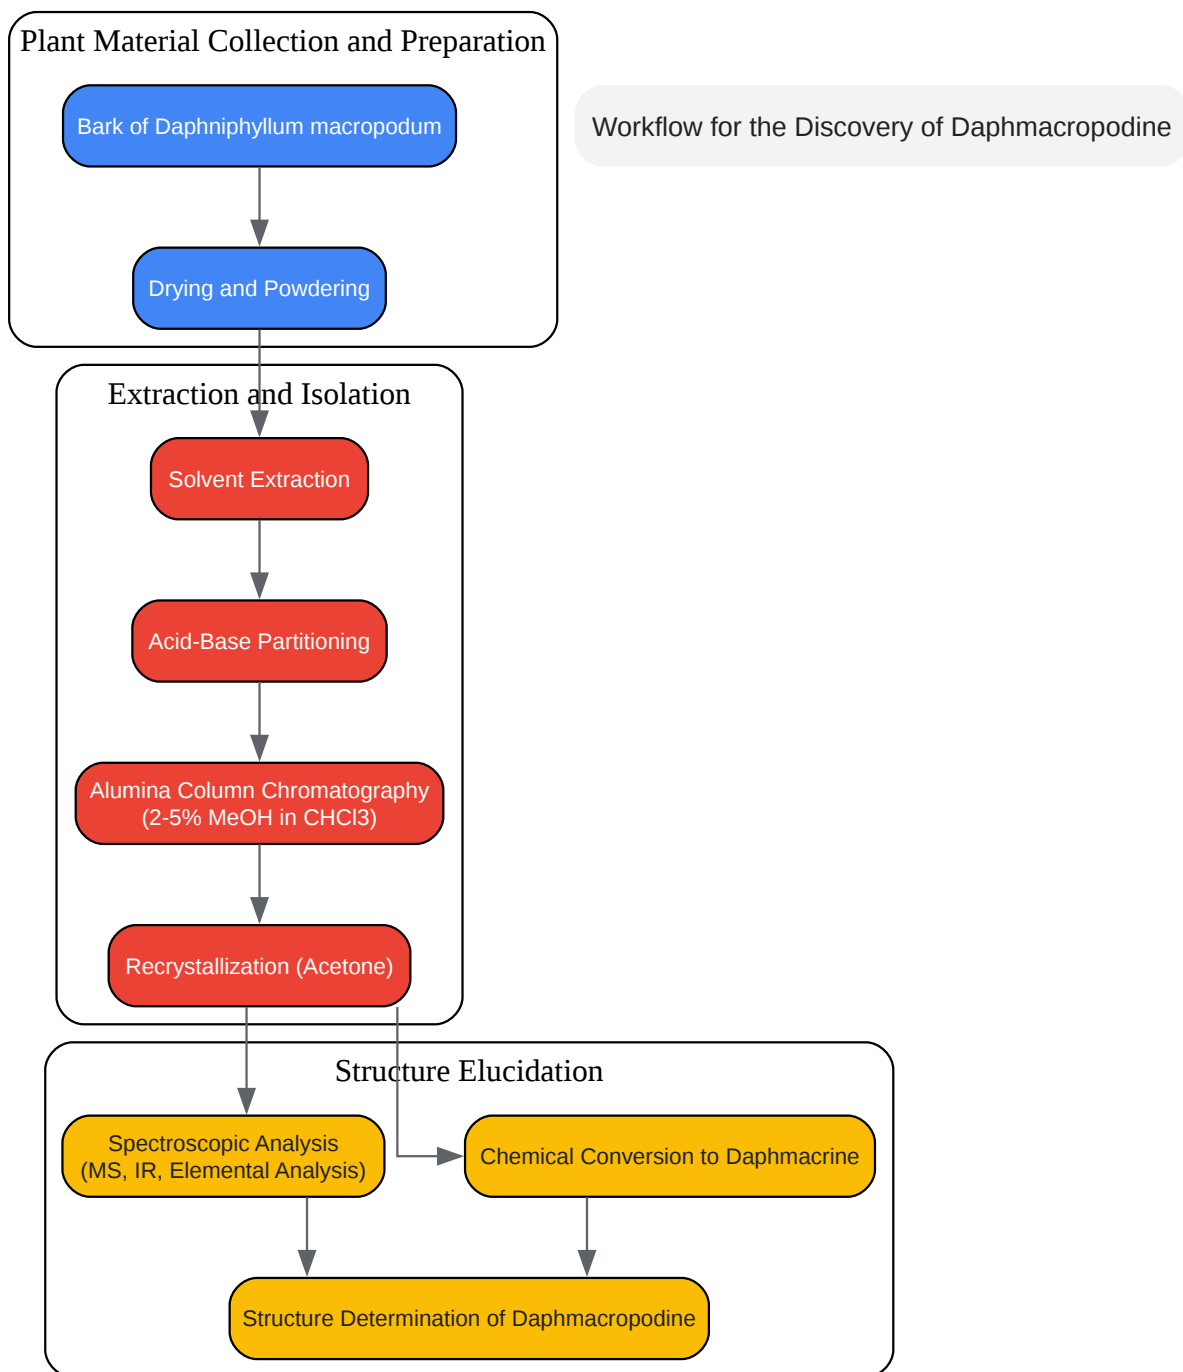 Plant Material Collection and Preparation
Bark of Daphniphyllum macropodum
Workflow for the Discovery of Daphmacropodine
Drying and Powdering
Extraction and Isolation
Solvent Extraction
Acid-Base Partitioning
Alumina Column Chromatography
(2-5% MeOH in CHCl3)
Recrystallization (Acetone)
Structure Elucidation
Spectroscopic Analysis
(MS, IR, Elemental Analysis)
Chemical Conversion to Daphmacrine
Structure Determination of Daphmacropodine